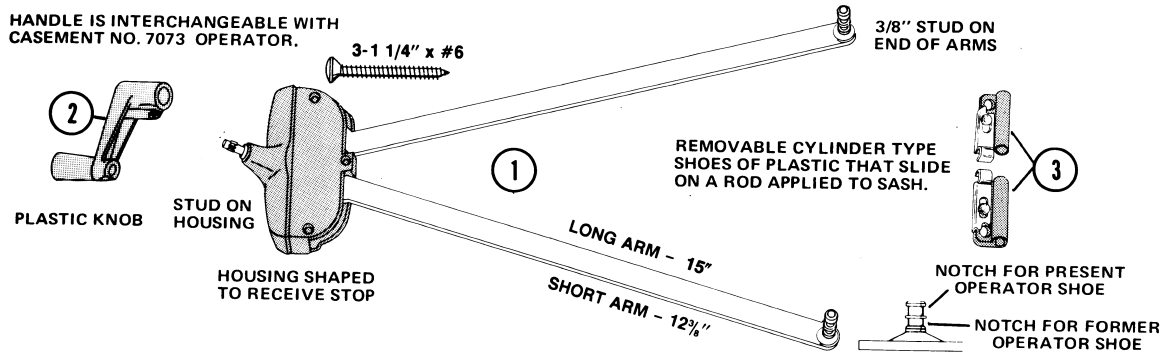 HANDLE IS INTERCHANGEABLE WITH
CASEMENT NO. 7073 OPERATOR.
3-1 1/4" x #6
3/8" STUD ON
END OF ARMS
2
1
REMOVABLE CYLINDER TYPE
SHOES OF PLASTIC THAT SLIDE
ON A ROD APPLIED TO SASH.
3
PLASTIC KNOB
STUD ON
HOUSING
HOUSING SHAPED
TO RECEIVE STOP
LONG ARM – 15"
SHORT ARM – 12 3/8"
NOTCH FOR PRESENT
OPERATOR SHOE
NOTCH FOR FORMER
OPERATOR SHOE